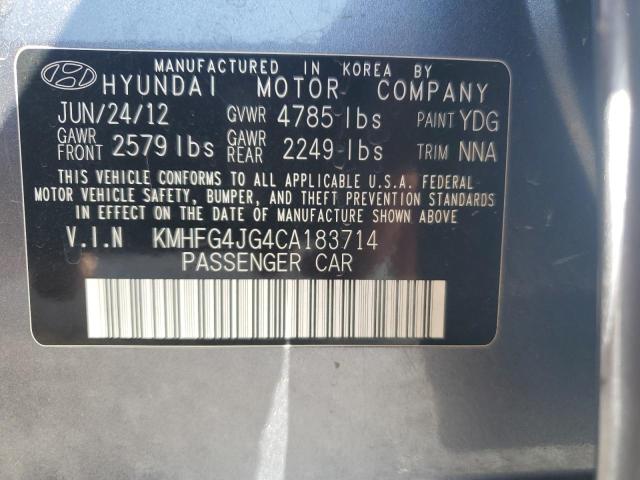 MANUFACTURED IN KOREA BY
HYUNDAI MOTOR COMPANY
JUN/24/12 GVWR 4785 lbs PAINT YDG
GAWR FRONT 2579 lbs GAWR REAR 2249 lbs TRIM NNA
THIS VEHICLE CONFORMS TO ALL APPLICABLE U.S.A. FEDERAL
MOTOR VEHICLE SAFETY, BUMPER, AND THEFT PREVENTION STANDARDS
IN EFFECT ON THE DATE OF MANUFACTURE SHOWN ABOVE.
V.I.N KMHFG4JG4CA183714
PASSENGER CAR